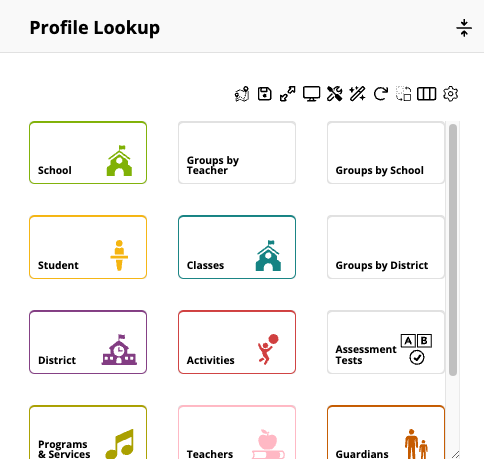 Profile Lookup
School
Groups by
Teacher
Groups by School
Student
Classes
Groups by District
District
Activities
Assessment
Tests
A B
Programs
& Services
Teachers
Guardians